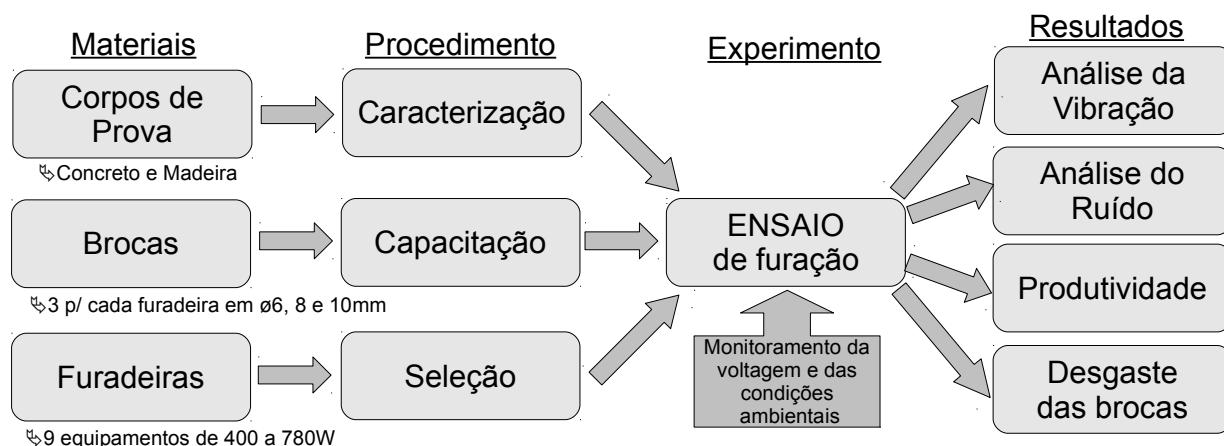 Materiais
Procedimento
Experimento
Resultados
Corpos de
Prova
↳Concreto e Madeira
Caracterização
Brocas
↳3 p/ cada furadeira em ø6, 8 e 10mm
Capacitação
Furadeiras
↳9 equipamentos de 400 a 780W
Seleção
ENSAIO
de furação
Monitoramento da
voltagem e das
condições
ambientais
Análise da
Vibração
Análise do
Ruído
Produtividade
Desgaste
das brocas